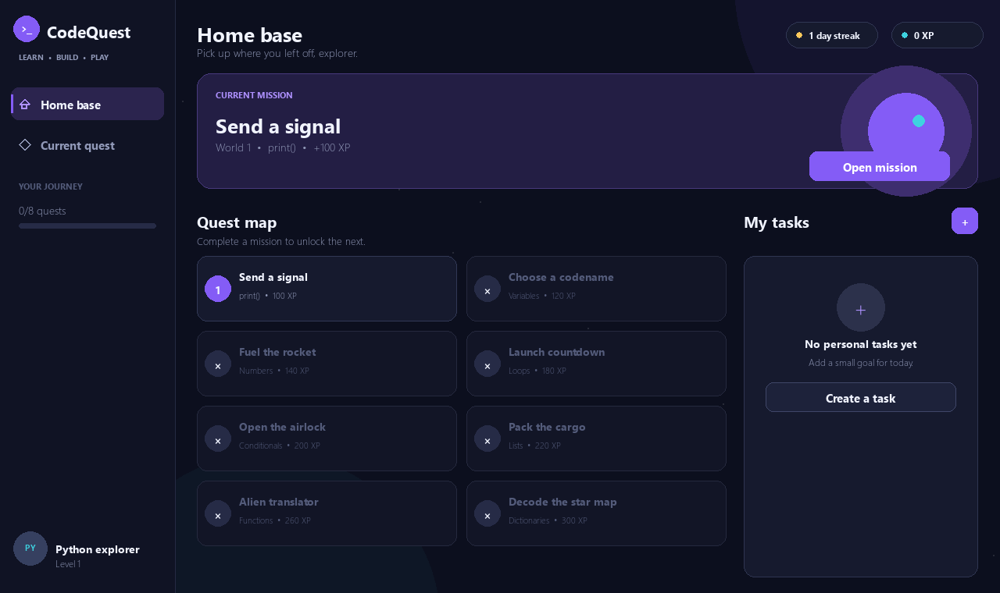 >_ CodeQuest
LEARN • BUILD • PLAY
Home base
Current quest
YOUR JOURNEY
0/8 quests
PY
Python explorer
Level 1
Home base
Pick up where you left off, explorer.
1 day streak
0 XP
CURRENT MISSION
Send a signal
World 1 • print() • +100 XP
Open mission
Quest map
Complete a mission to unlock the next.
1
Send a signal
print() • 100 XP
×
Choose a codename
Variables • 120 XP
×
Fuel the rocket
Numbers • 140 XP
×
Launch countdown
Loops • 180 XP
×
Open the airlock
Conditionals • 200 XP
×
Pack the cargo
Lists • 220 XP
×
Alien translator
Functions • 260 XP
×
Decode the star map
Dictionaries • 300 XP
My tasks
+
+
No personal tasks yet
Add a small goal for today.
Create a task